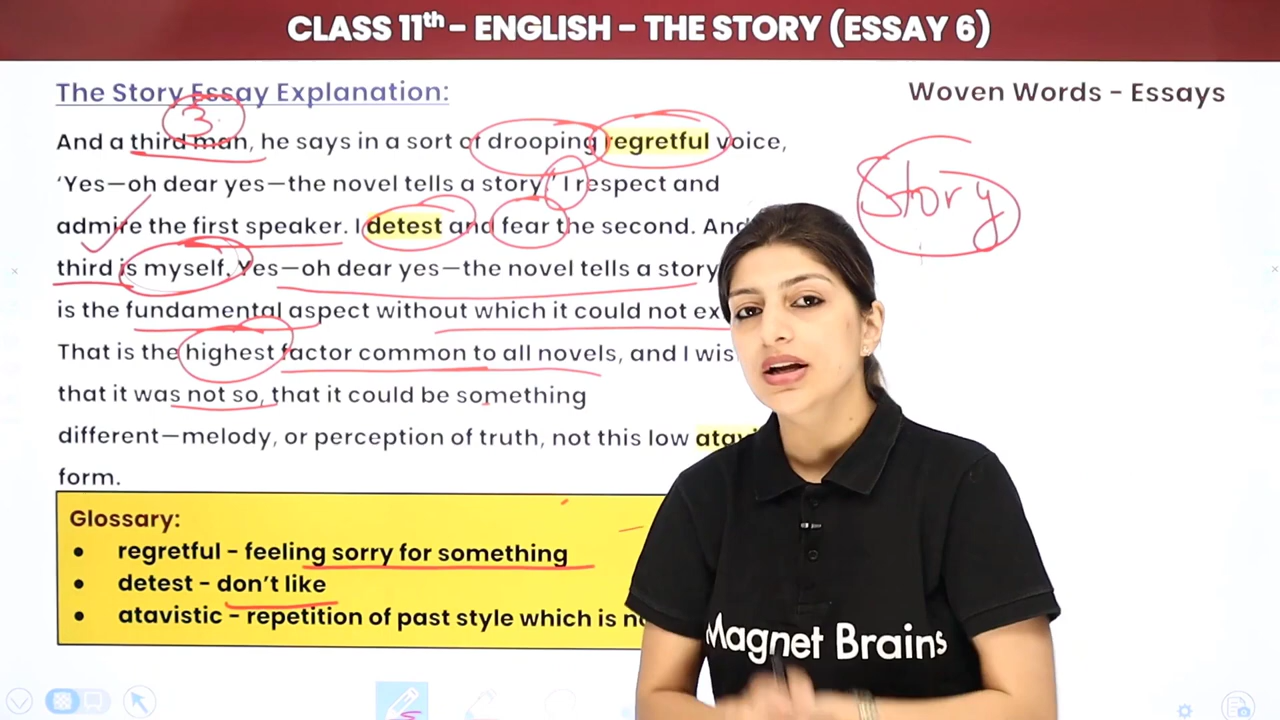 CLASS 11th - ENGLISH - THE STORY (ESSAY 6)
The Story Essay Explanation:
Woven Words - Essays
3
And a third man, he says in a sort of drooping regretful voice,
‘Yes—oh dear yes—the novel tells a story.’ I respect and
admire the first speaker. I detest and fear the second. And
third is myself. Yes—oh dear yes—the novel tells a story
is the fundamental aspect without which it could not ex
That is the highest factor common to all novels, and I wis
that it was not so, that it could be something
different—melody, or perception of truth, not this low atavi
form.
Story
Glossary:
• regretful - feeling sorry for something
• detest - don’t like
• atavistic - repetition of past style which is n
Magnet Brains